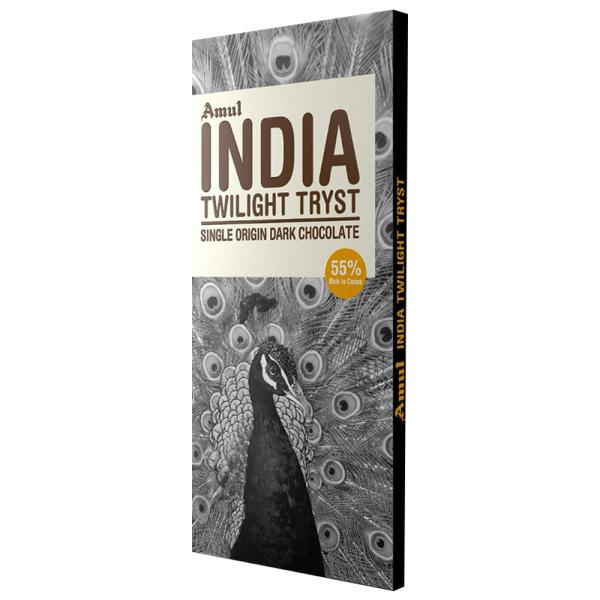 Amul
INDIA
TWILIGHT TRYST
SINGLE ORIGIN DARK CHOCOLATE
55%
Rich in Cocoa
Amul INDIA TWILIGHT TRYST